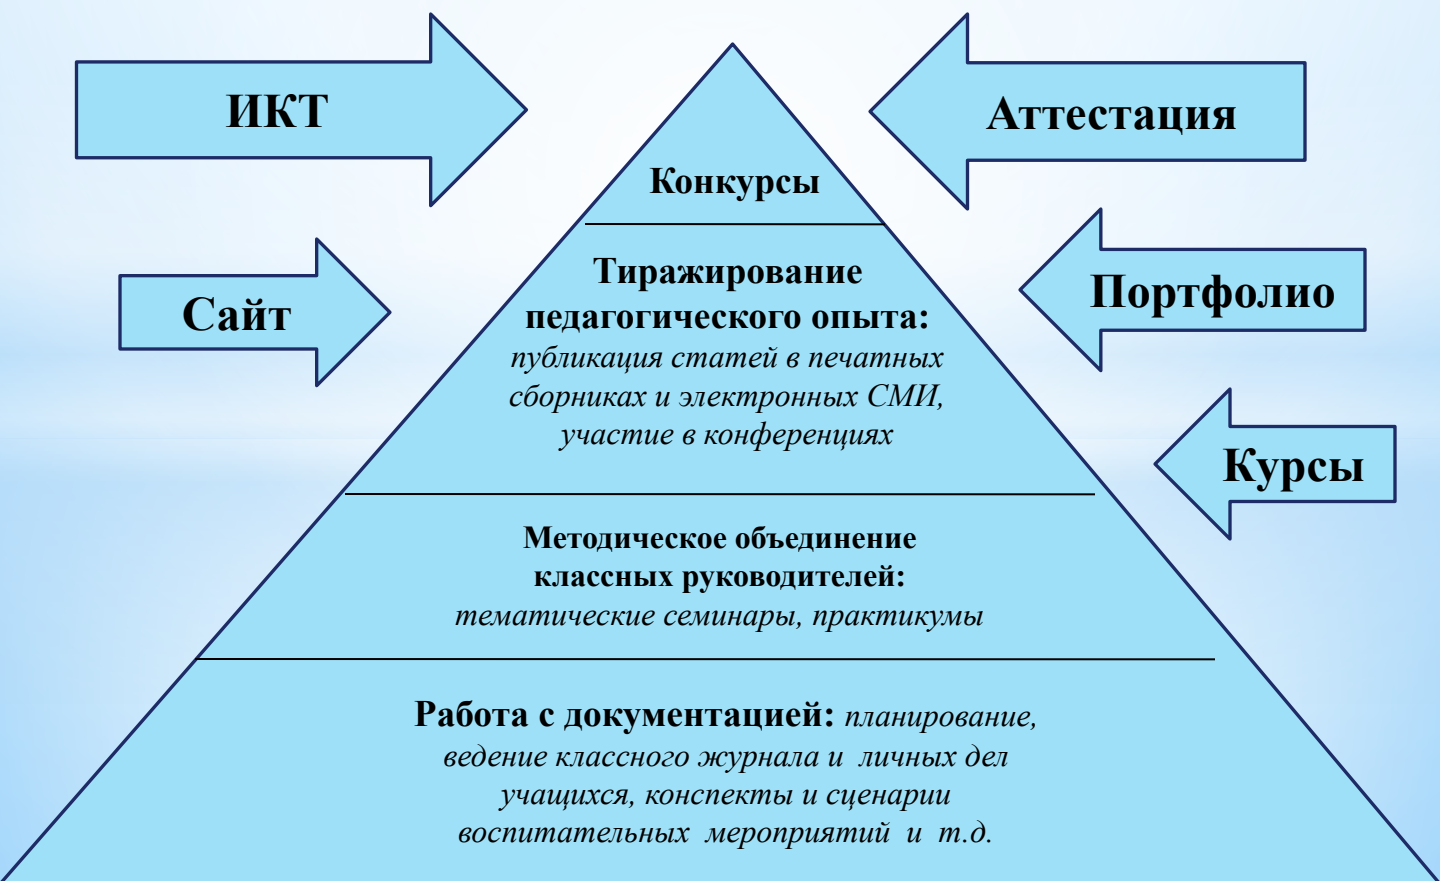 ИКТ
Аттестация
Конкурсы
Сайт
Портфолио
Тиражирование
педагогического опыта:
публикация статей в печатных
сборниках и электронных СМИ,
участие в конференциях
Курсы
Методическое объединение
классных руководителей:
тематические семинары, практикумы
Работа с документацией: планирование,
ведение классного журнала и личных дел
учащихся, конспекты и сценарии
воспитательных мероприятий и т.д.